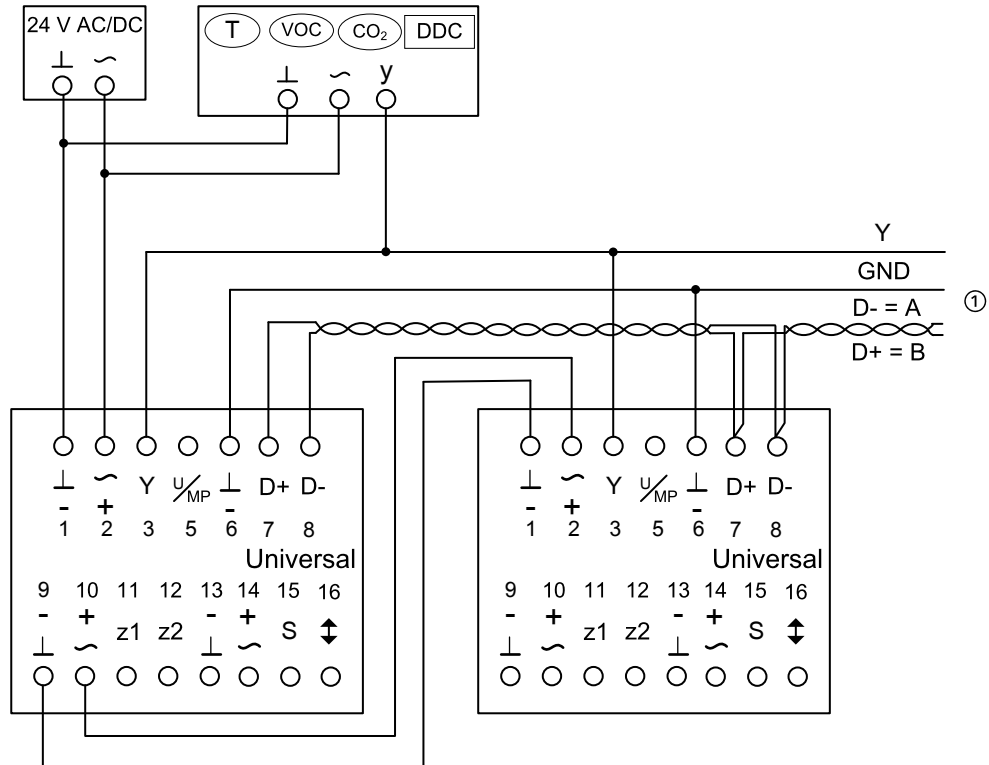 24 V AC/DC
⊥ ~
T VOC CO₂ DDC
⊥ ~ y
Y
GND
①
D- = A
D+ = B
⊥ ~ Y U/MP ⊥ D+ D-
- + -
1 2 3 5 6 7 8
Universal
9 10 11 12 13 14 15 16
- + z1 z2 - + S ↕
⊥ ~ ⊥ ~
⊥ ~ Y U/MP ⊥ D+ D-
- + -
1 2 3 5 6 7 8
Universal
9 10 11 12 13 14 15 16
- + z1 z2 - + S ↕
⊥ ~ ⊥ ~